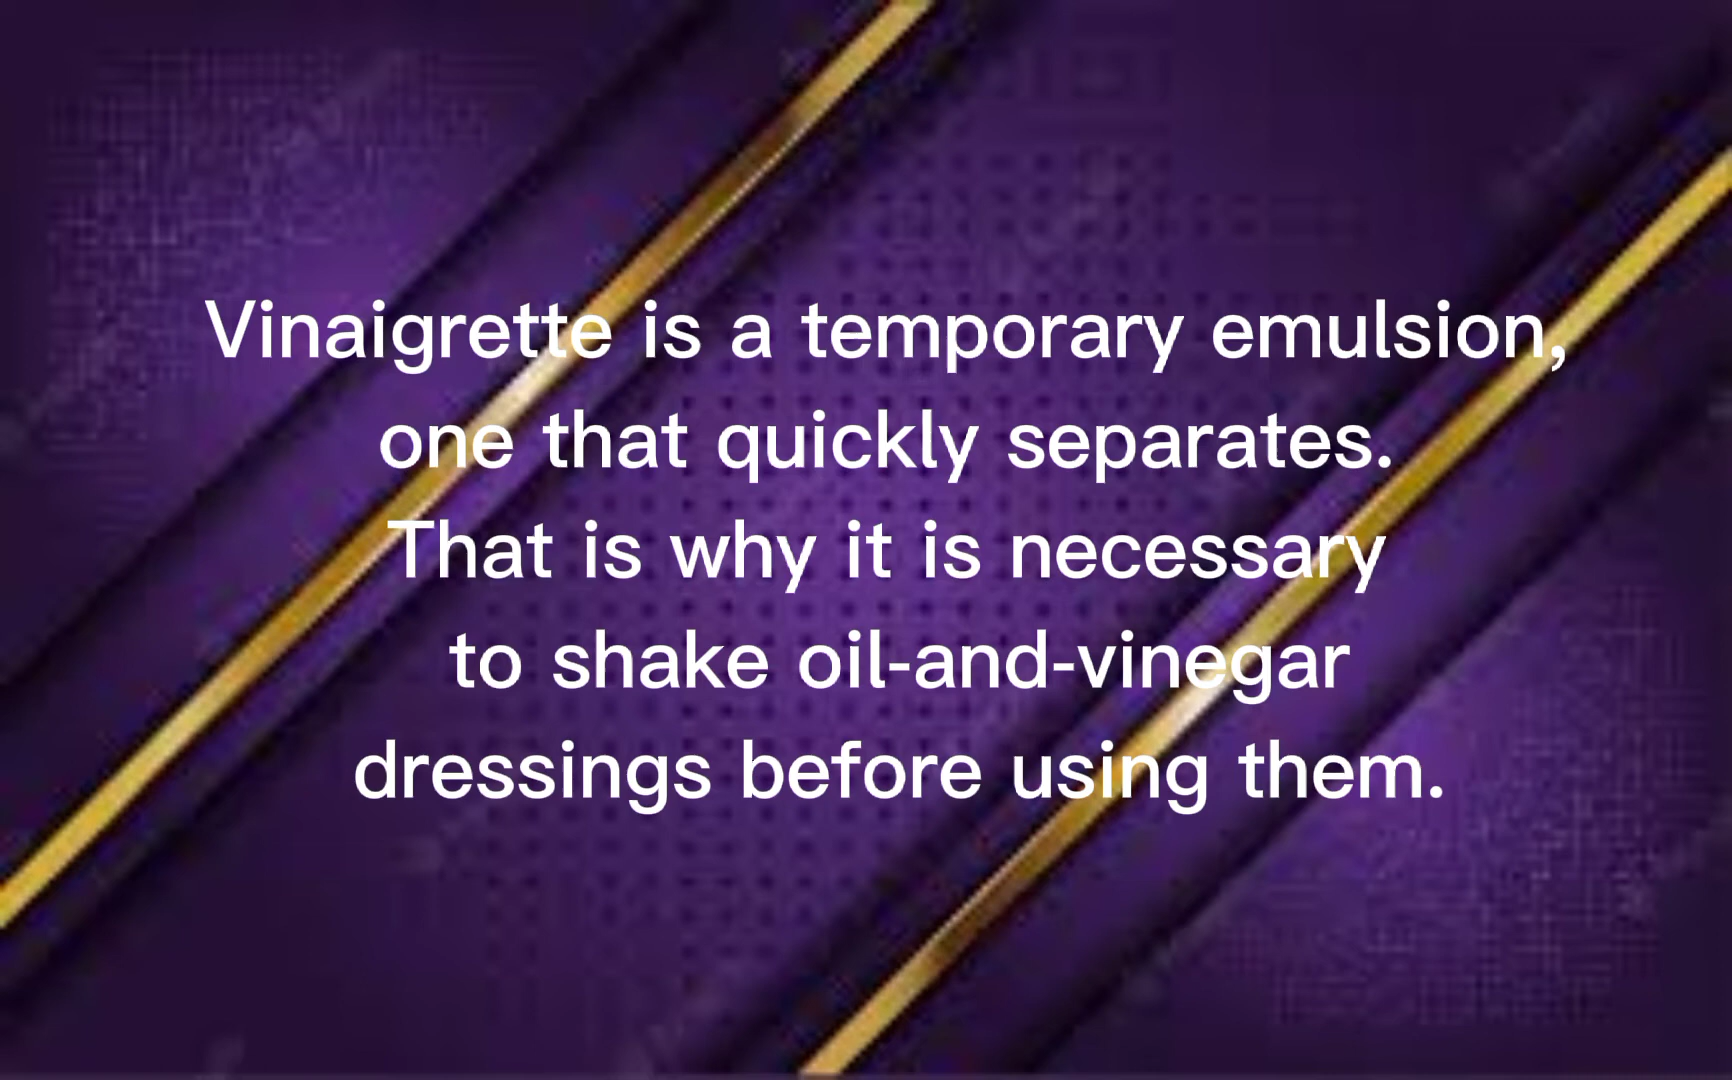 Vinaigrette is a temporary emulsion,
one that quickly separates.
That is why it is necessary
to shake oil-and-vinegar
dressings before using them.